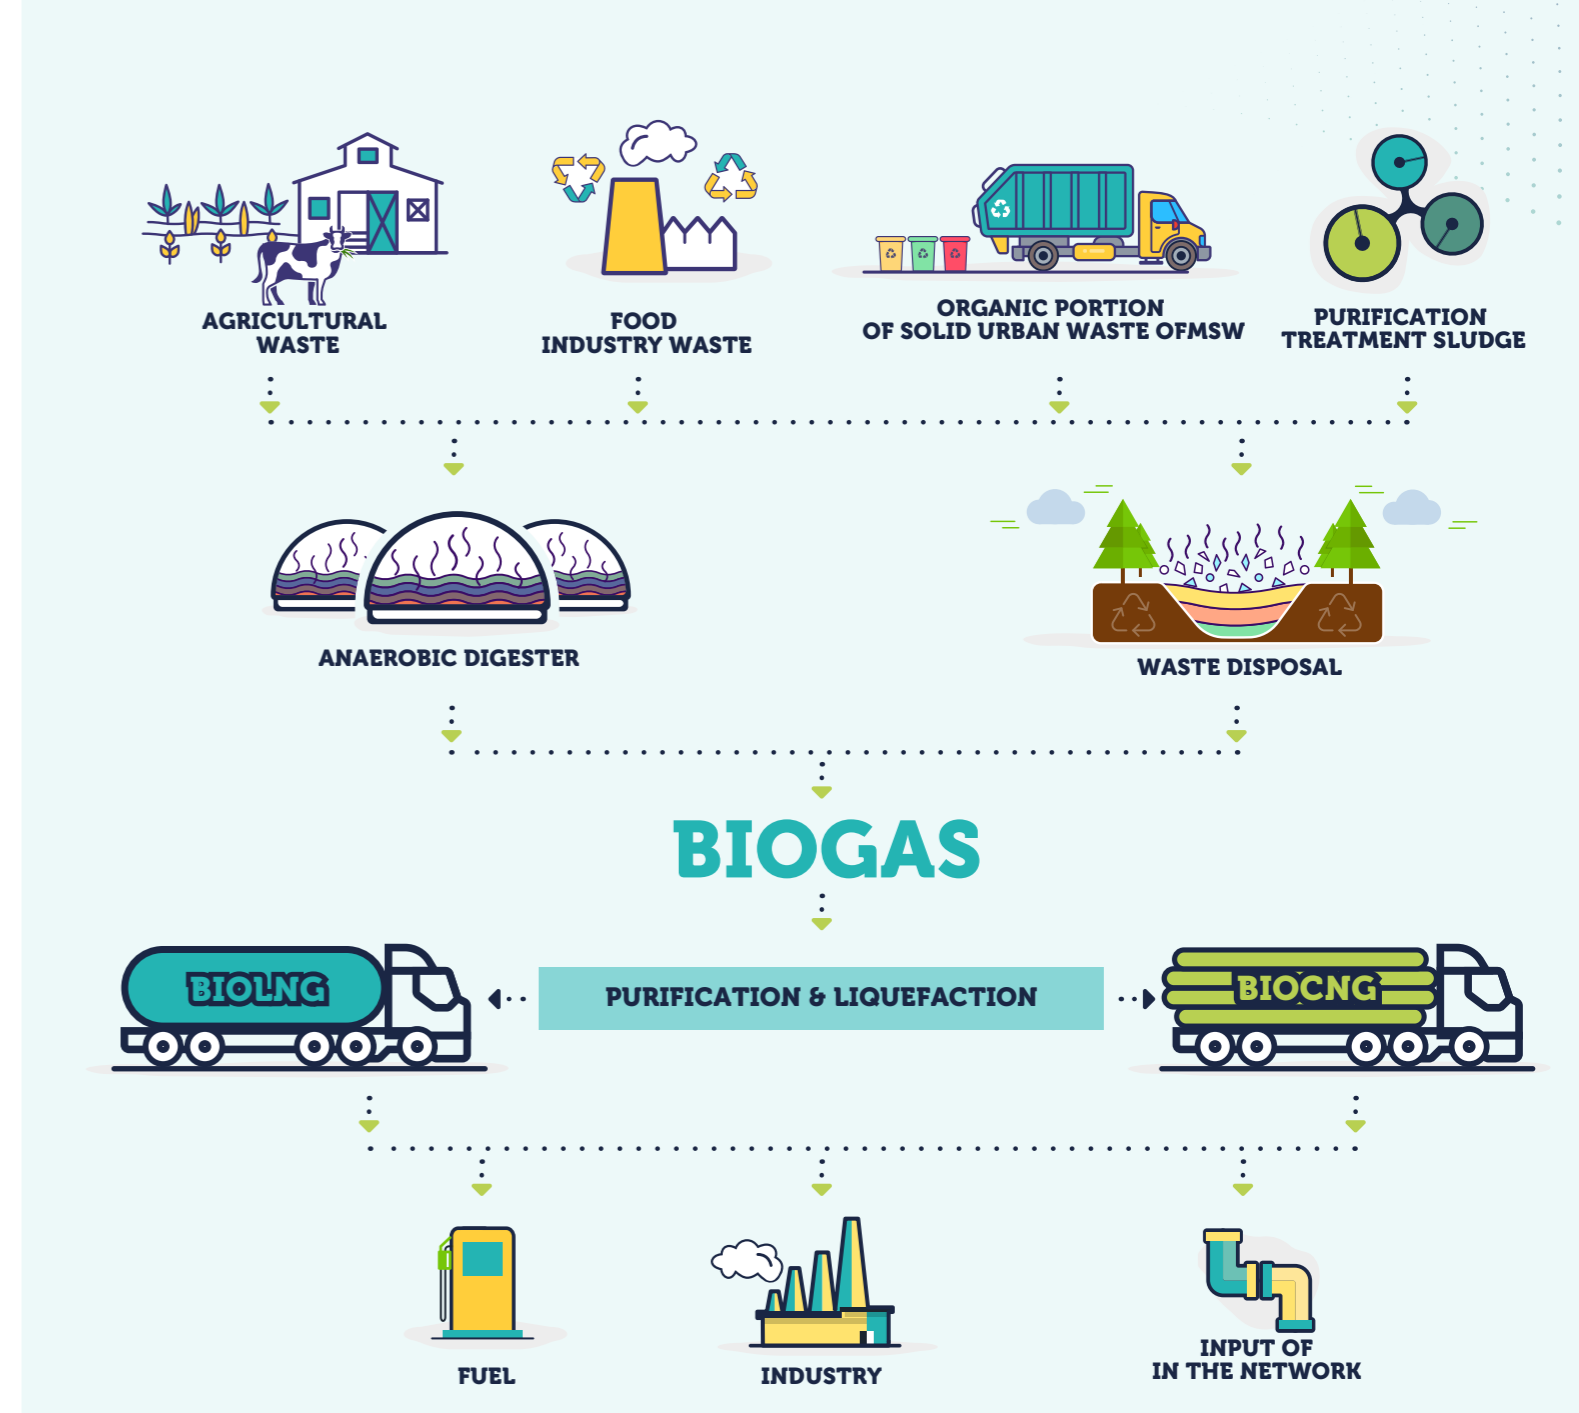 AGRICULTURAL
WASTE
FOOD
INDUSTRY WASTE
ORGANIC PORTION
OF SOLID URBAN WASTE OFMSW
PURIFICATION
TREATMENT SLUDGE
ANAEROBIC DIGESTER
WASTE DISPOSAL
BIOGAS
BIOLNG
PURIFICATION & LIQUEFACTION
BIOCNG
FUEL
INDUSTRY
INPUT OF
IN THE NETWORK